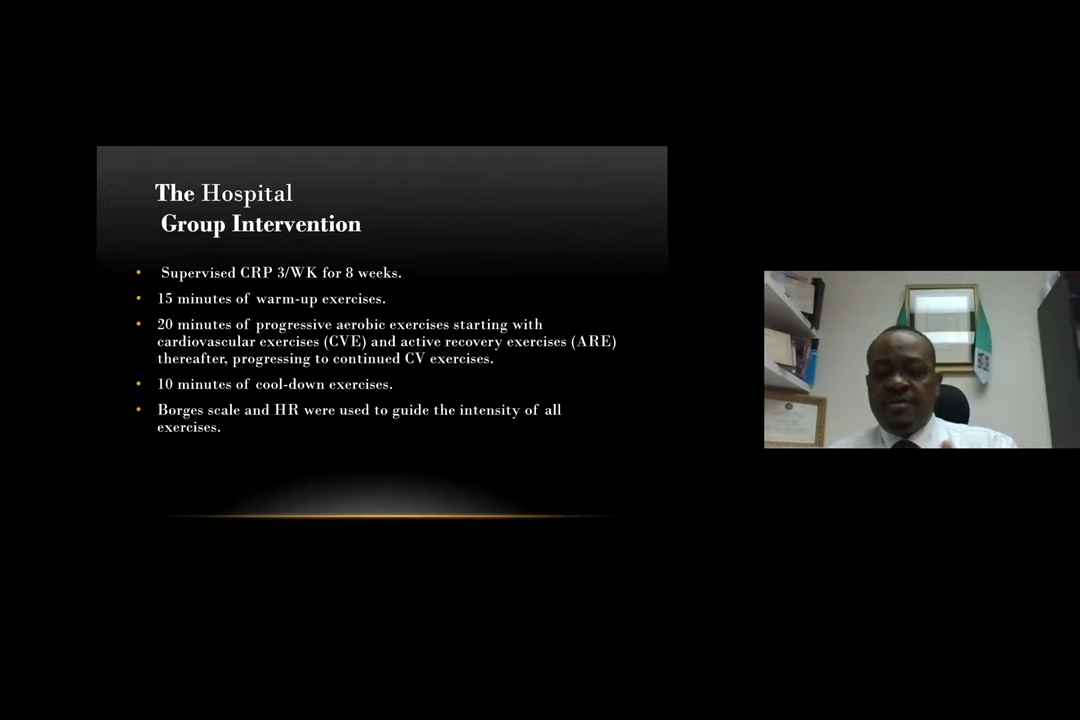 The Hospital
Group Intervention
• Supervised CRP 3/WK for 8 weeks.
• 15 minutes of warm-up exercises.
• 20 minutes of progressive aerobic exercises starting with
cardiovascular exercises (CVE) and active recovery exercises (ARE)
thereafter, progressing to continued CV exercises.
• 10 minutes of cool-down exercises.
• Borges scale and HR were used to guide the intensity of all
exercises.